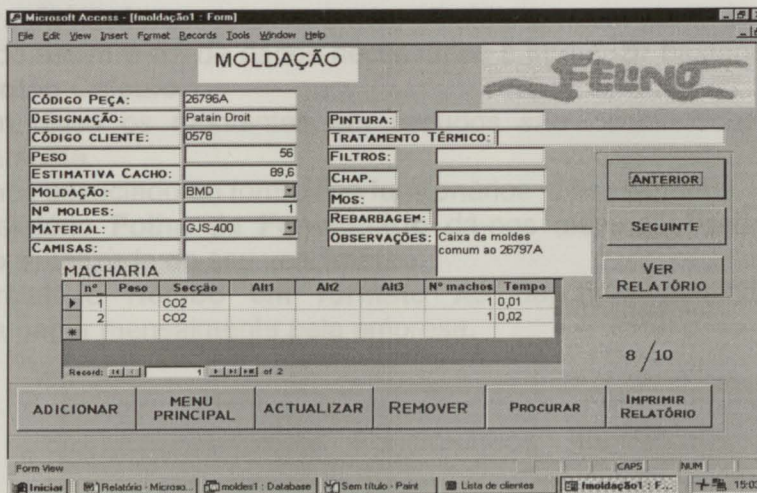 Microsoft Access - [fmoldação1 : Form]
File Edit View Insert Format Records Tools Window Help
MOLDAÇÃO
FELINO
CÓDIGO PEÇA: 26796A
DESIGNAÇÃO: Patain Droit
CÓDIGO CLIENTE: 0578
PESO 56
ESTIMATIVA CACHO: 89,6
MOLDAÇÃO: BMD
Nº MOLDES: 1
MATERIAL: GJS-400
CAMISAS:
PINTURA:
TRATAMENTO TÉRMICO:
FILTROS:
CHAP.
MOS:
REBARBAGEM:
OBSERVAÇÕES: Caixa de moldes
comum ao 26797A
ANTERIOR
SEGUINTE
VER
RELATÓRIO
MACHARIA
nº Peso Secção Alt1 Alt2 Alt3 Nº machos Tempo
1 CO2 1 0,01
2 CO2 1 0,02
Record: 1 of 2
8/10
ADICIONAR
MENU
PRINCIPAL
ACTUALIZAR
REMOVER
PROCURAR
IMPRIMIR
RELATÓRIO
Form View CAPS NUM
Iniciar Relatório - Microso... moldes1 : Database Sem título - Paint Lista de clientes fmoldação1 : F... 15:03